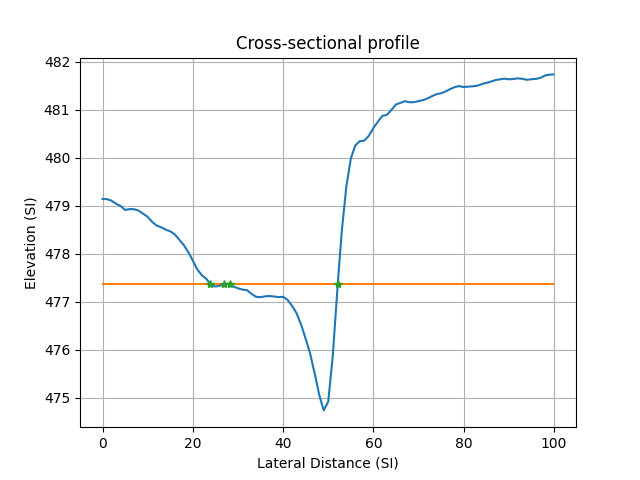 Cross-sectional profile
482
481
480
479
478
477
476
475
Elevation (SI)
0 20 40 60 80 100
Lateral Distance (SI)